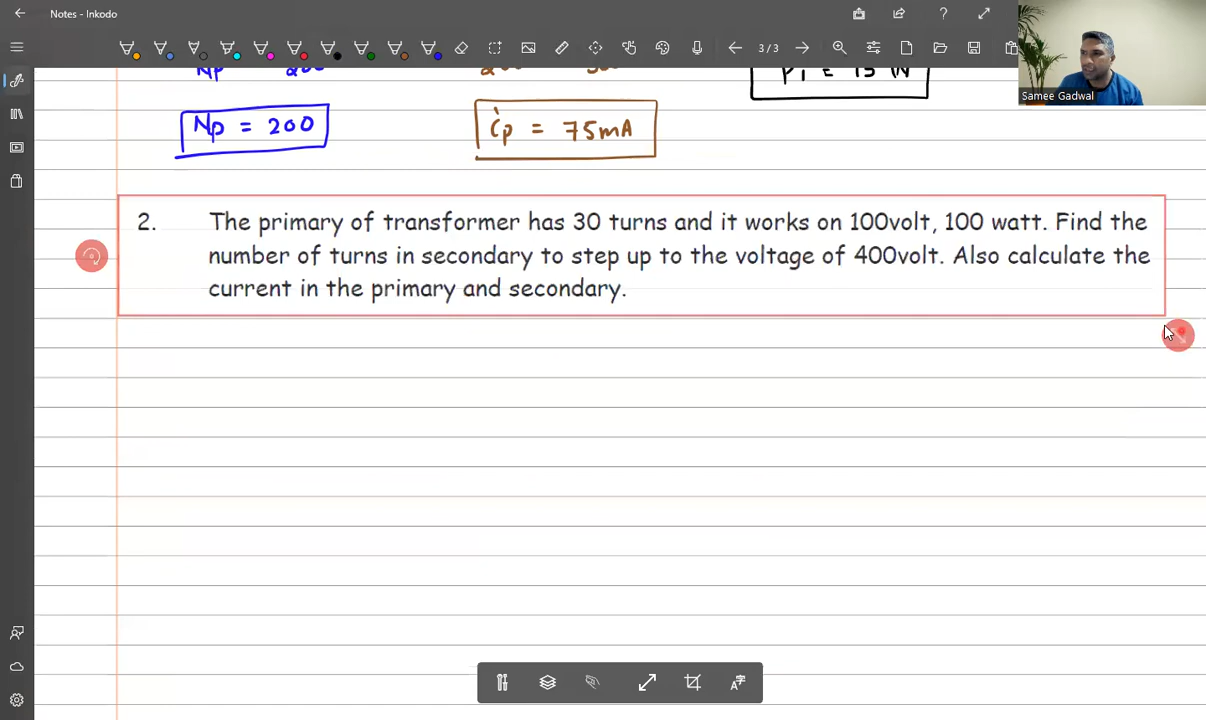 Notes - Inkodo
3 / 3
Samee Gadwal
Np = 200
ip = 75mA
2. The primary of transformer has 30 turns and it works on 100volt, 100 watt. Find the
number of turns in secondary to step up to the voltage of 400volt. Also calculate the
current in the primary and secondary.